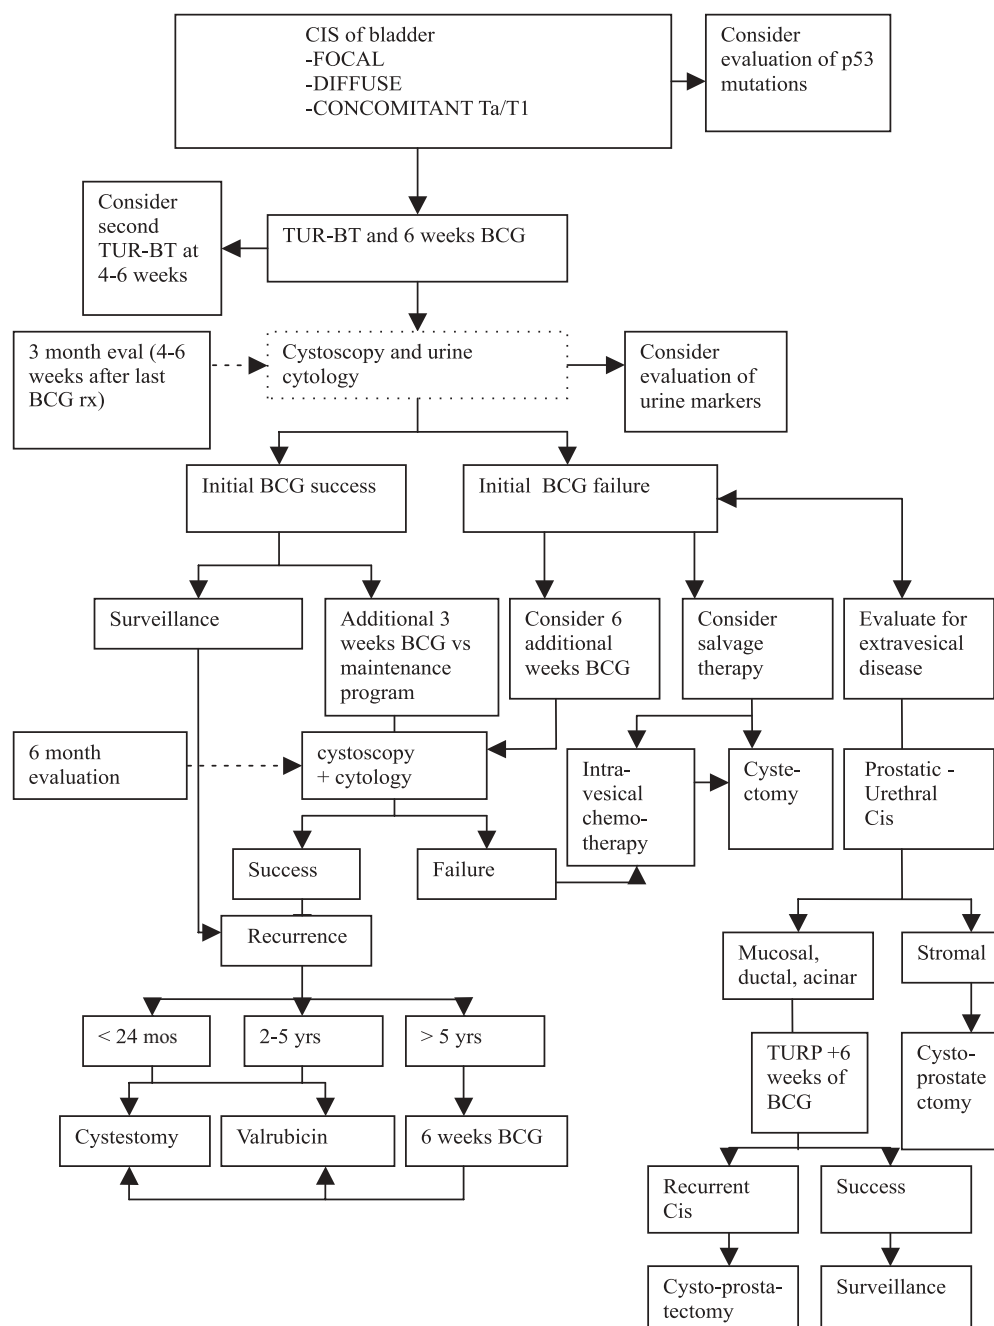 CIS of bladder
-FOCAL
-DIFFUSE
-CONCOMITANT Ta/T1
Consider
evaluation of p53
mutations
Consider
second
TUR-BT at
4-6 weeks
TUR-BT and 6 weeks BCG
3 month eval (4-6
weeks after last
BCG rx)
Cystoscopy and urine
cytology
Consider
evaluation of
urine markers
Initial BCG success
Initial BCG failure
Surveillance
Additional 3
weeks BCG vs
maintenance
program
Consider 6
additional
weeks BCG
Consider
salvage
therapy
Evaluate for
extravesical
disease
6 month
evaluation
cystoscopy
+ cytology
Intra-
vesical
chemo-
therapy
Cyste-
ctomy
Prostatic -
Urethral
Cis
Success
Failure
Recurrence
Mucosal,
ductal, acinar
Stromal
< 24 mos
2-5 yrs
> 5 yrs
TURP +6
weeks of
BCG
Cysto-
prostate
ctomy
Cystestomy
Valrubicin
6 weeks BCG
Recurrent
Cis
Success
Cysto-prosta-
tectomy
Surveillance